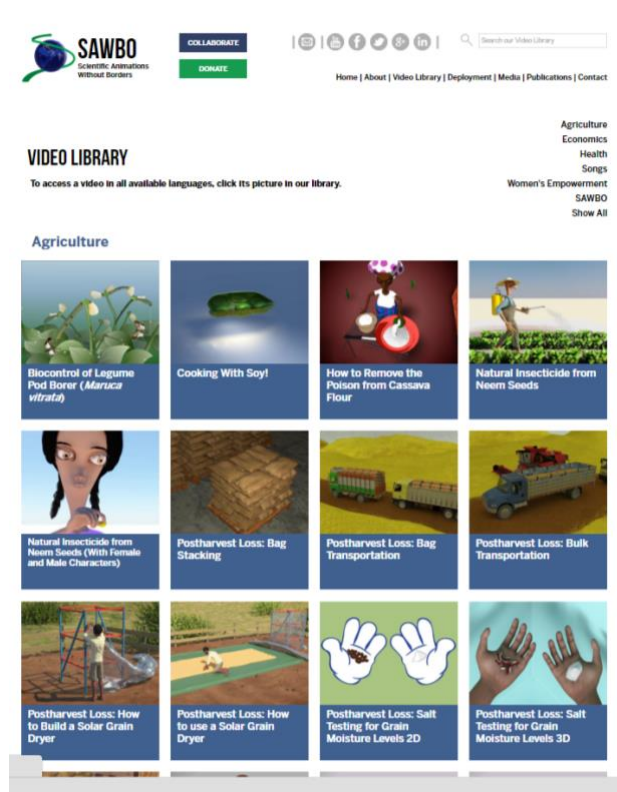 SAWBO
Scientific Animations
Without Borders
COLLABORATE
DONATE
Search our Video Library
Home | About | Video Library | Deployment | Media | Publications | Contact
Agriculture
Economics
Health
Songs
Women's Empowerment
SAWBO
Show All
VIDEO LIBRARY
To access a video in all available languages, click its picture in our library.
Agriculture
Biocontrol of Legume
Pod Borer (Maruca
vitrata)
Cooking With Soy!
How to Remove the
Poison from Cassava
Flour
Natural Insecticide from
Neem Seeds
Natural Insecticide from
Neem Seeds (With Female
and Male Characters)
Postharvest Loss: Bag
Stacking
Postharvest Loss: Bag
Transportation
Postharvest Loss: Bulk
Transportation
Postharvest Loss: How
to Build a Solar Grain
Dryer
Postharvest Loss: How
to use a Solar Grain
Dryer
Postharvest Loss: Salt
Testing for Grain
Moisture Levels 2D
Postharvest Loss: Salt
Testing for Grain
Moisture Levels 3D